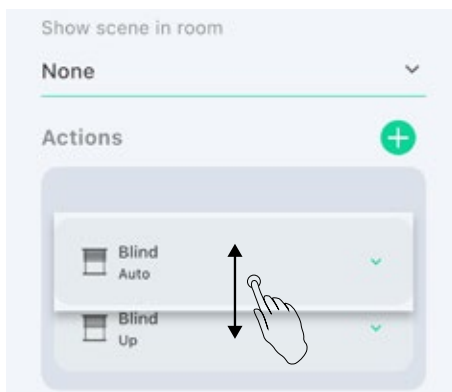 Show scene in room
None
Actions
Blind
Auto
Blind
Up